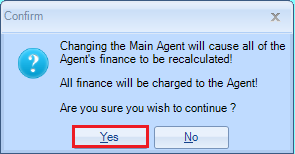 Confirm
Changing the Main Agent will cause all of the
Agent's finance to be recalculated!
All finance will be charged to the Agent!
Are you sure you wish to continue ?
Yes
No